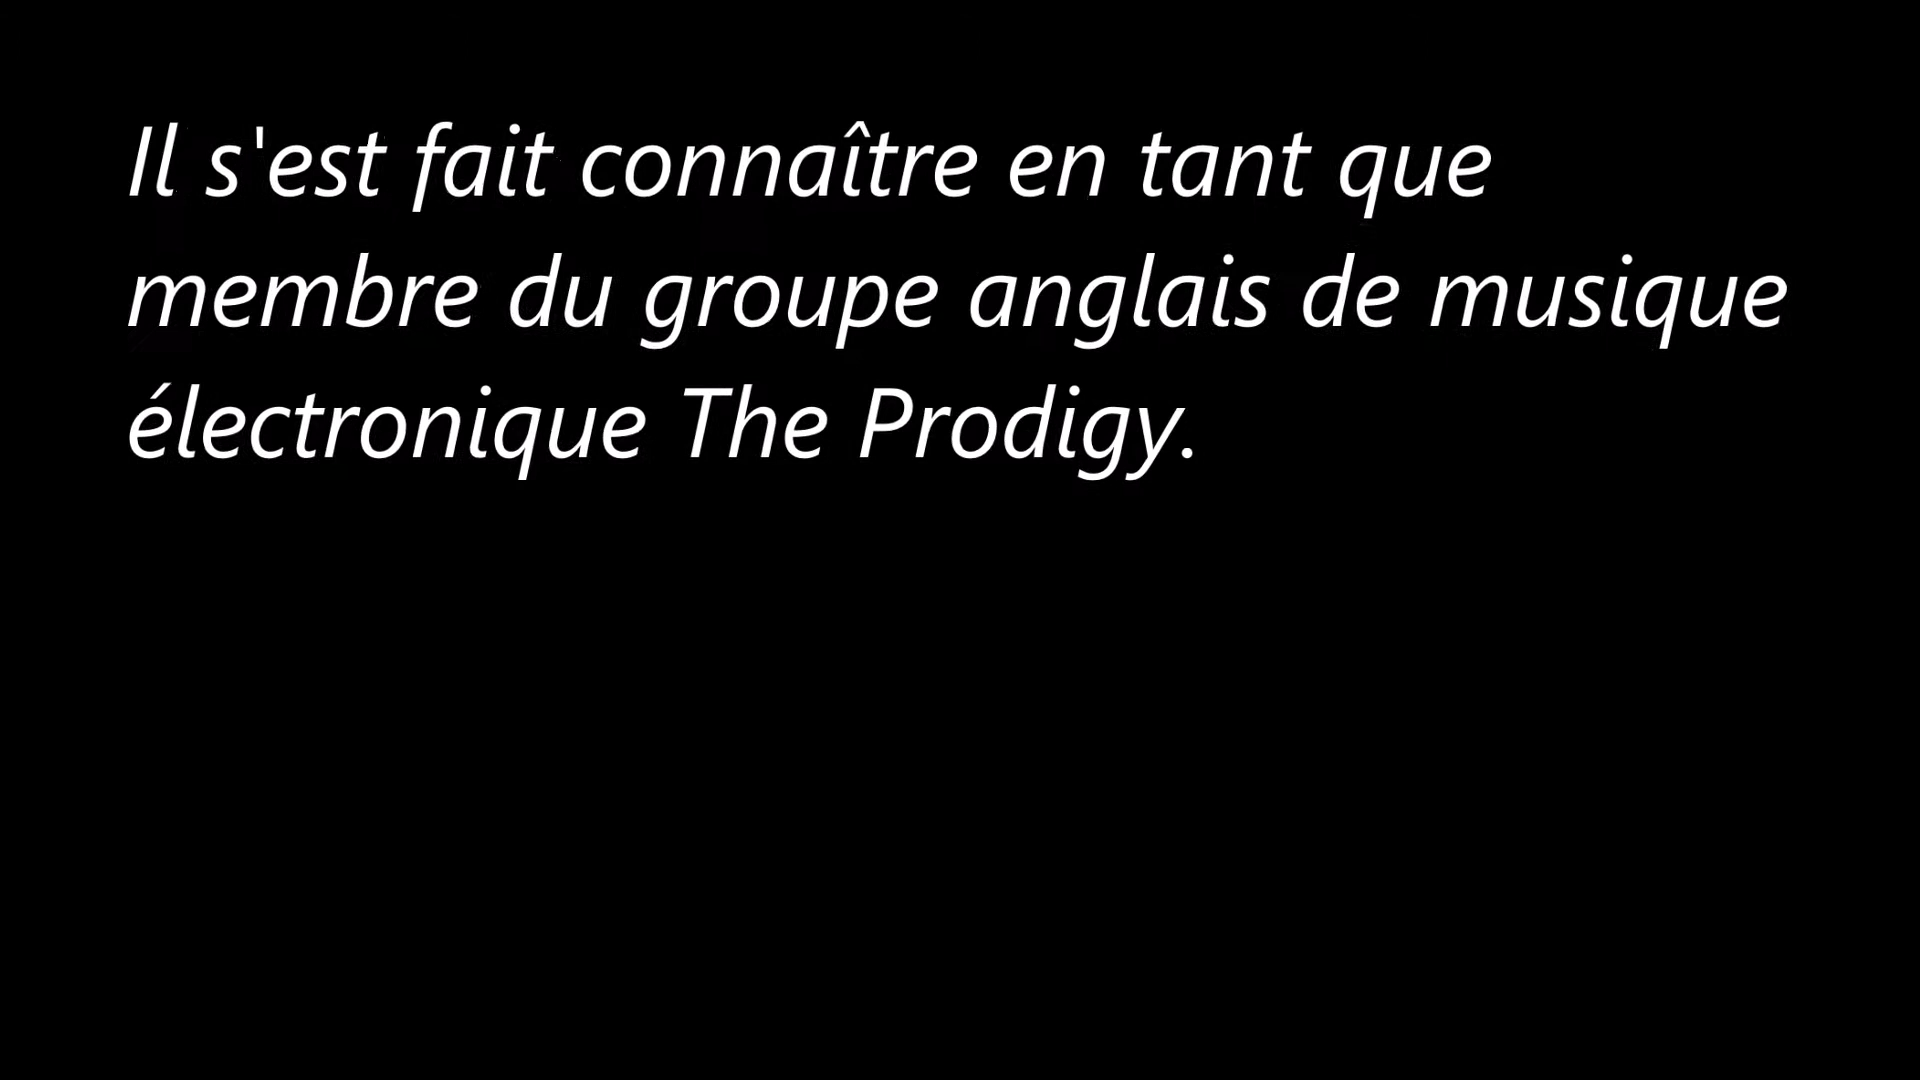 Il s'est fait connaître en tant que
membre du groupe anglais de musique
électronique The Prodigy.